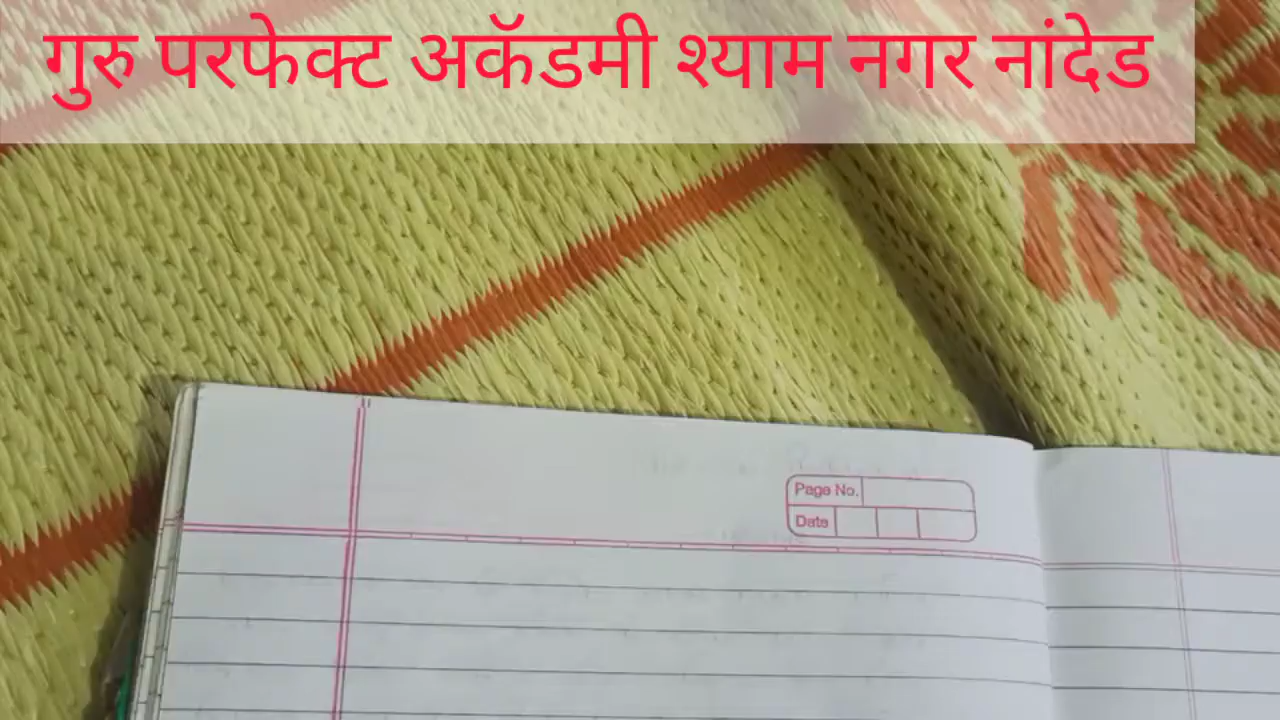 गुरु परफेक्ट अकॅडमी श्याम नगर नांदेड
Page No.
Date